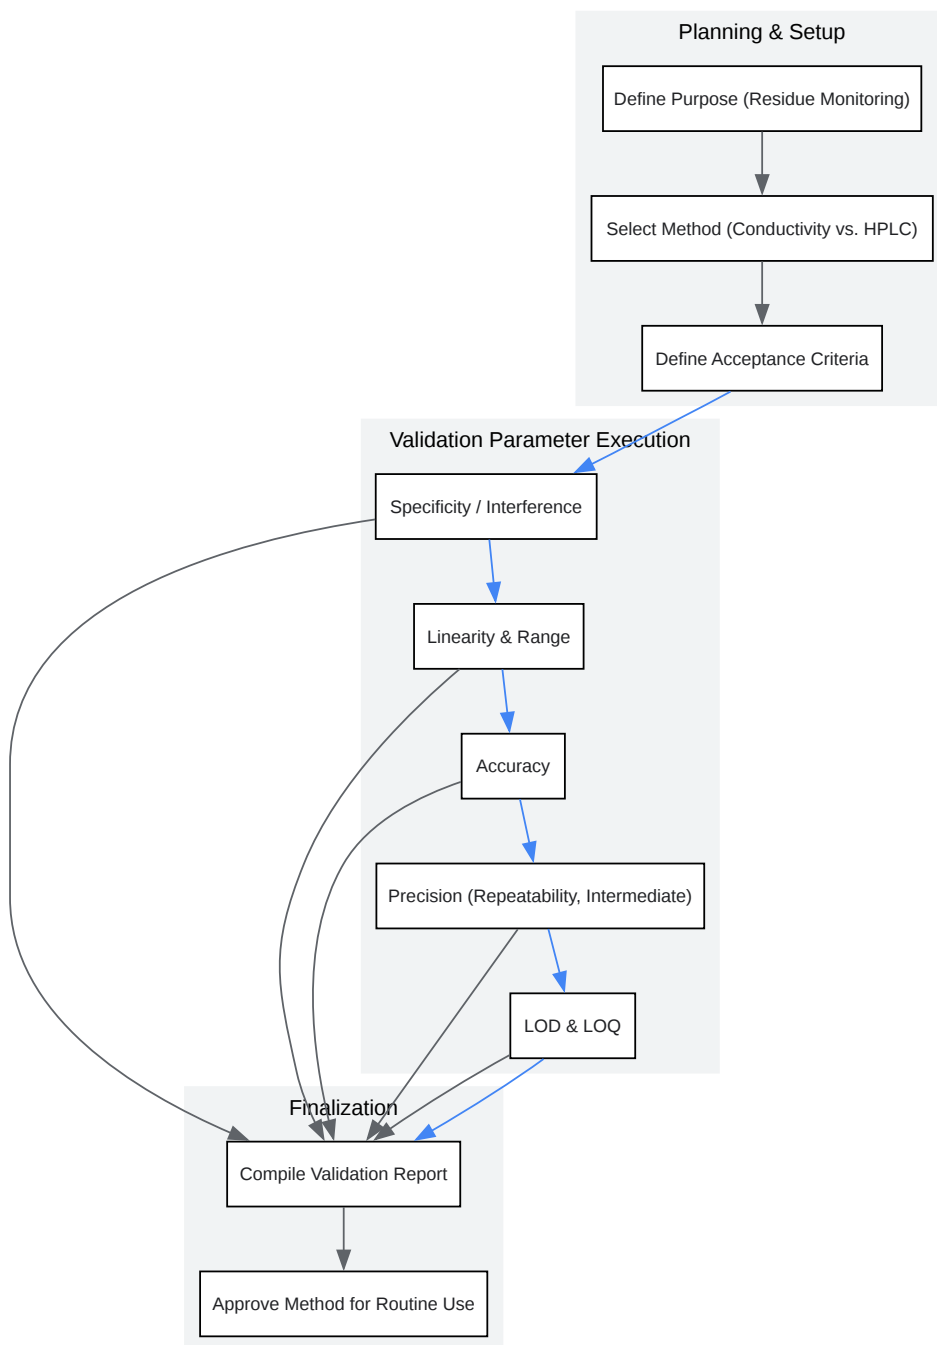 Planning & Setup
Define Purpose (Residue Monitoring)
Select Method (Conductivity vs. HPLC)
Define Acceptance Criteria
Validation Parameter Execution
Specificity / Interference
Linearity & Range
Accuracy
Precision (Repeatability, Intermediate)
LOD & LOQ
Finalization
Compile Validation Report
Approve Method for Routine Use